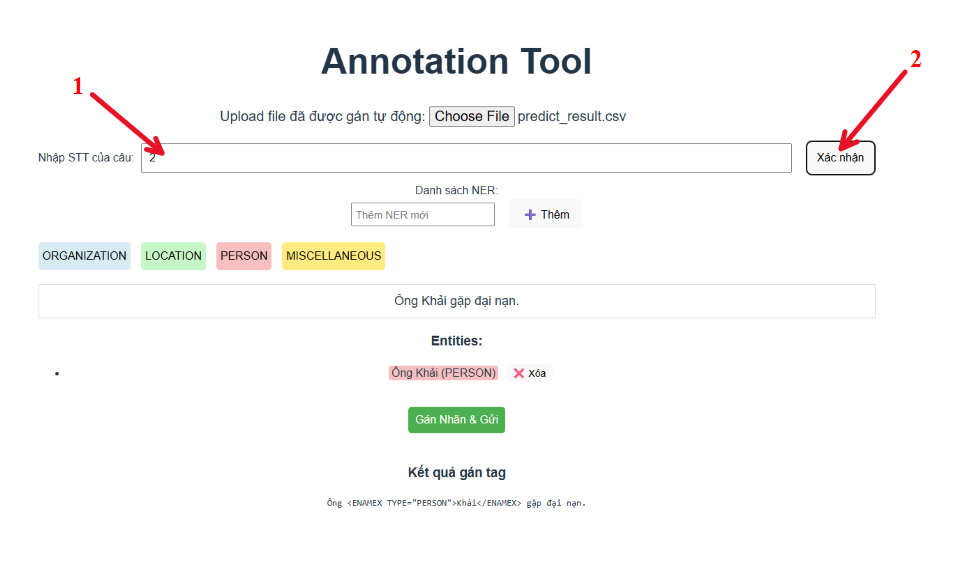 Annotation Tool
1
2
Upload file đã được gán tự động: Choose File predict_result.csv
Nhập STT của câu: 2 Xác nhận
Danh sách NER:
Thêm NER mới ➕ Thêm
ORGANIZATION LOCATION PERSON MISCELLANEOUS
Ông Khải gặp đại nạn.
Entities:
• Ông Khải (PERSON) ❌ Xóa
Gán Nhãn & Gửi
Kết quả gán tag
Ông <ENAMEX TYPE="PERSON">Khải</ENAMEX> gặp đại nạn.